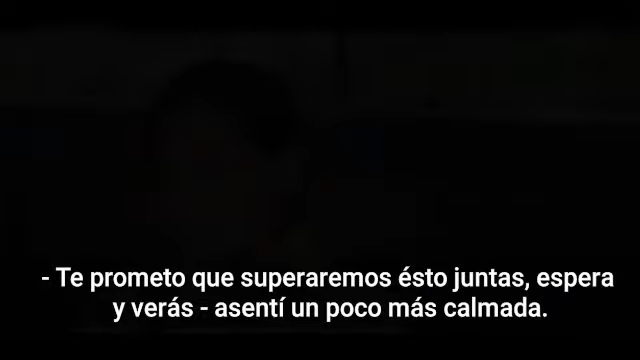 - Te prometo que superaremos ésto juntas, espera
y verás - asentí un poco más calmada.